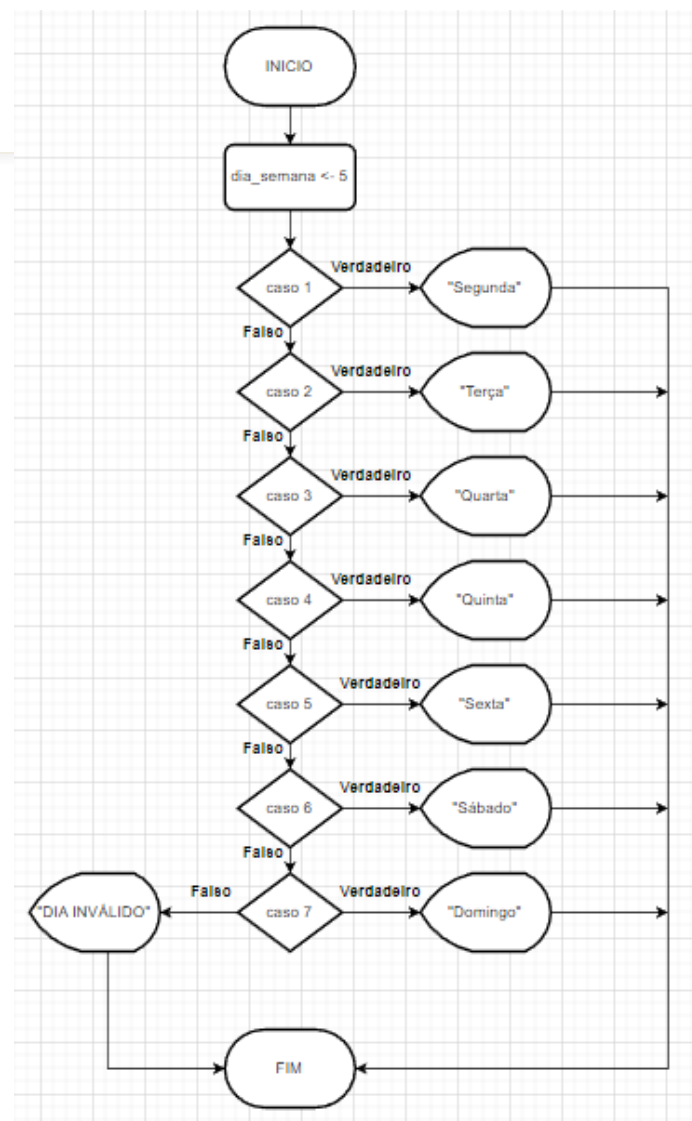 INICIO
dia_semana <- 5
caso 1
Verdadeiro
"Segunda"
Falso
caso 2
Verdadeiro
"Terça"
Falso
caso 3
Verdadeiro
"Quarta"
Falso
caso 4
Verdadeiro
"Quinta"
Falso
caso 5
Verdadeiro
"Sexta"
Falso
caso 6
Verdadeiro
"Sábado"
Falso
caso 7
Verdadeiro
"Domingo"
Falso
"DIA INVÁLIDO"
FIM